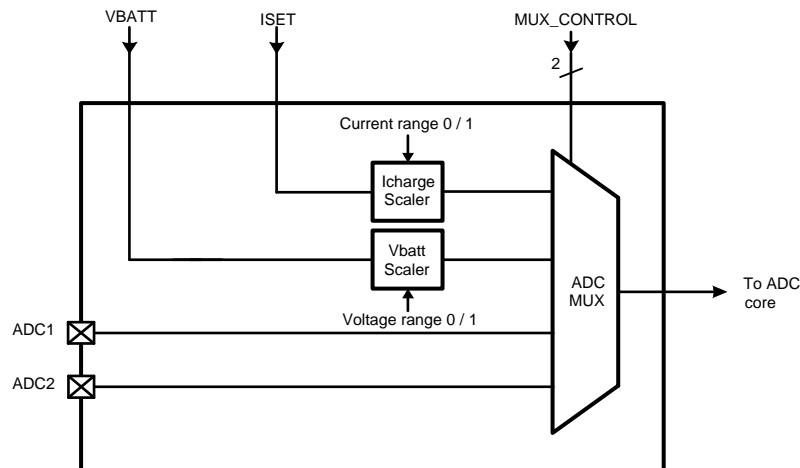 VBATT
ISET
MUX_CONTROL
2
Current range 0 / 1
Icharge
Scaler
Vbatt
Scaler
ADC
MUX
To ADC
core
Voltage range 0 / 1
ADC1
ADC2